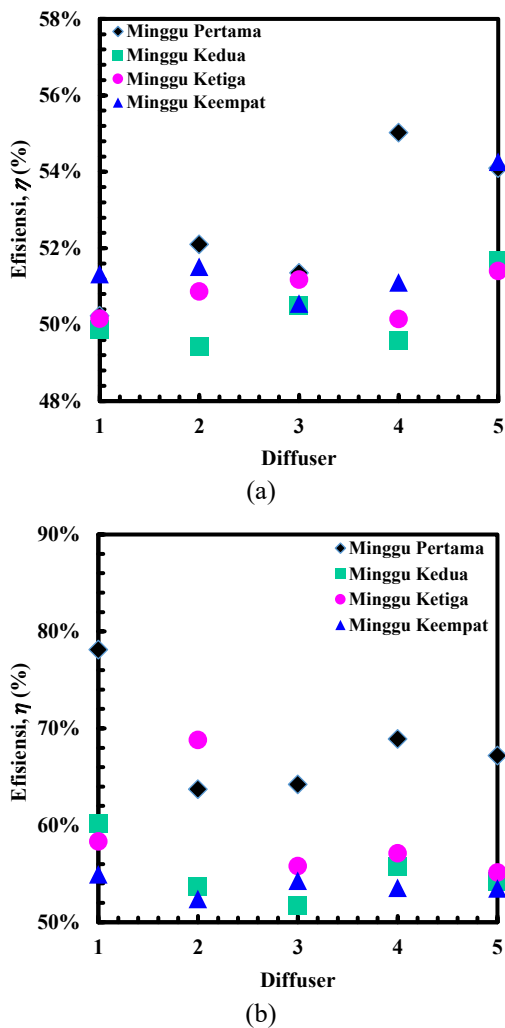 58%
Minggu Pertama
Minggu Kedua
56%
Minggu Ketiga
Minggu Keempat
54%
52%
50%
48%
Efisiensi, η (%)
1 2 3 4 5
Diffuser
(a)
90%
Minggu Pertama
Minggu Kedua
80%
Minggu Ketiga
Minggu Keempat
70%
60%
50%
Efisiensi, η (%)
1 2 3 4 5
Diffuser
(b)